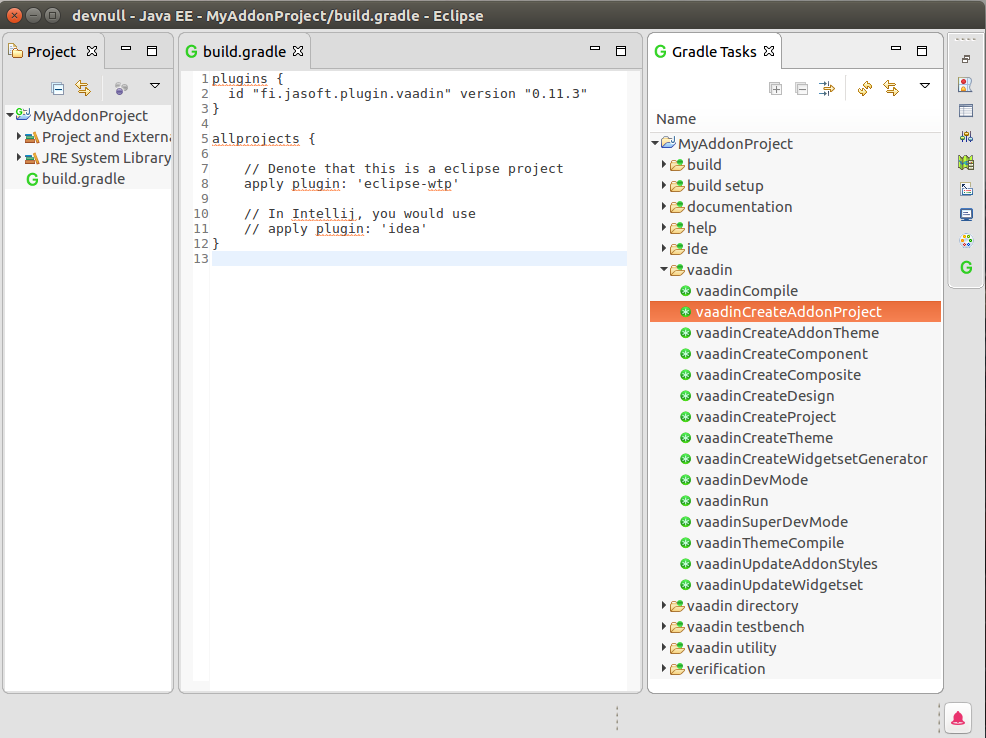 devnull - Java EE - MyAddonProject/build.gradle - Eclipse
Project
MyAddonProject
Project and Extern
JRE System Library
build.gradle
build.gradle
1 plugins {
2   id "fi.jasoft.plugin.vaadin" version "0.11.3"
3 }
4
5 allprojects {
6
7     // Denote that this is a eclipse project
8     apply plugin: 'eclipse-wtp'
9
10     // In Intellij, you would use
11     // apply plugin: 'idea'
12 }
13
Gradle Tasks
Name
MyAddonProject
build
build setup
documentation
help
ide
vaadin
vaadinCompile
vaadinCreateAddonProject
vaadinCreateAddonTheme
vaadinCreateComponent
vaadinCreateComposite
vaadinCreateDesign
vaadinCreateProject
vaadinCreateTheme
vaadinCreateWidgetsetGenerator
vaadinDevMode
vaadinRun
vaadinSuperDevMode
vaadinThemeCompile
vaadinUpdateAddonStyles
vaadinUpdateWidgetset
vaadin directory
vaadin testbench
vaadin utility
verification